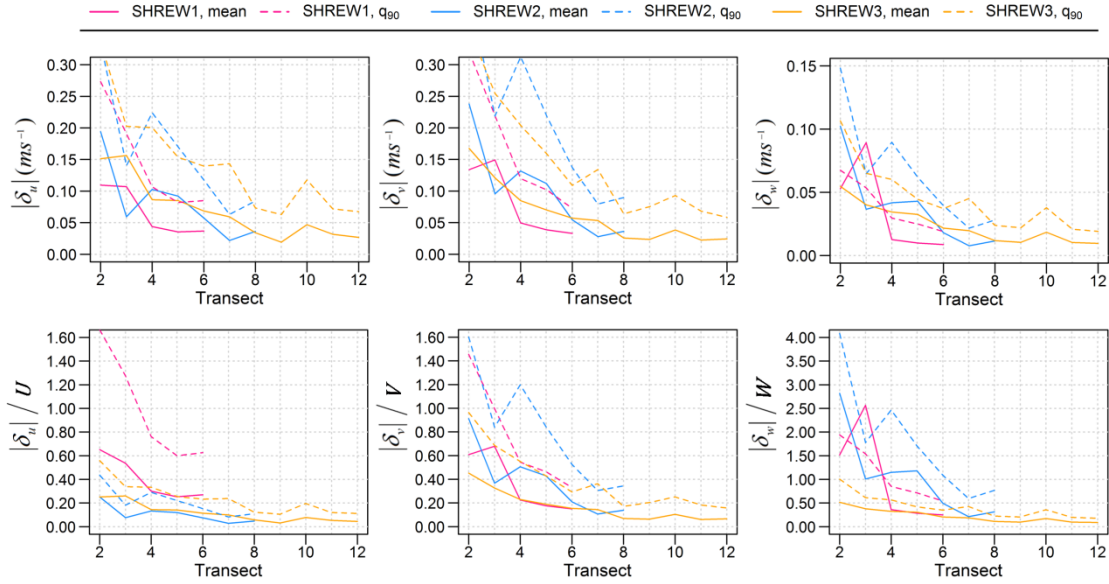 SHREW1, mean SHREW1, q₉₀ SHREW2, mean SHREW2, q₉₀ SHREW3, mean SHREW3, q₉₀
|δᵤ| (ms⁻¹)
0.30
0.25
0.20
0.15
0.10
0.05
0.00
2 4 6 8 10 12
Transect
|δᵥ| (ms⁻¹)
0.30
0.25
0.20
0.15
0.10
0.05
0.00
2 4 6 8 10 12
Transect
|δ_w| (ms⁻¹)
0.15
0.10
0.05
0.00
2 4 6 8 10 12
Transect
|δᵤ| / U
1.60
1.40
1.20
1.00
0.80
0.60
0.40
0.20
0.00
2 4 6 8 10 12
Transect
|δᵥ| / V
1.60
1.40
1.20
1.00
0.80
0.60
0.40
0.20
0.00
2 4 6 8 10 12
Transect
|δ_w| / W
4.00
3.50
3.00
2.50
2.00
1.50
1.00
0.50
0.00
2 4 6 8 10 12
Transect